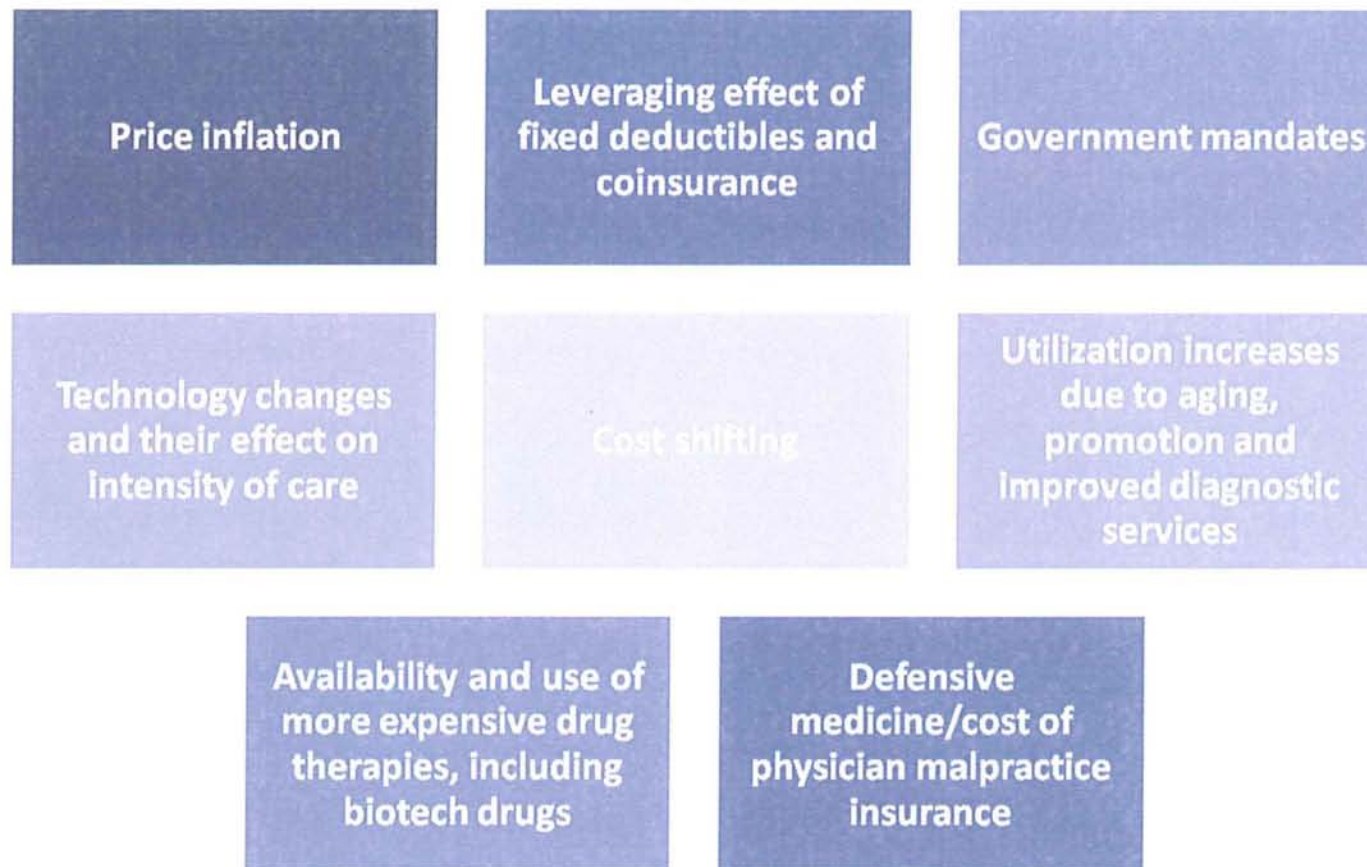 Price inflation
Leveraging effect of
fixed deductibles and
coinsurance
Government mandates
Technology changes
and their effect on
intensity of care
Cost shifting
Utilization increases
due to aging,
promotion and
improved diagnostic
services
Availability and use of
more expensive drug
therapies, including
biotech drugs
Defensive
medicine/cost of
physician malpractice
insurance